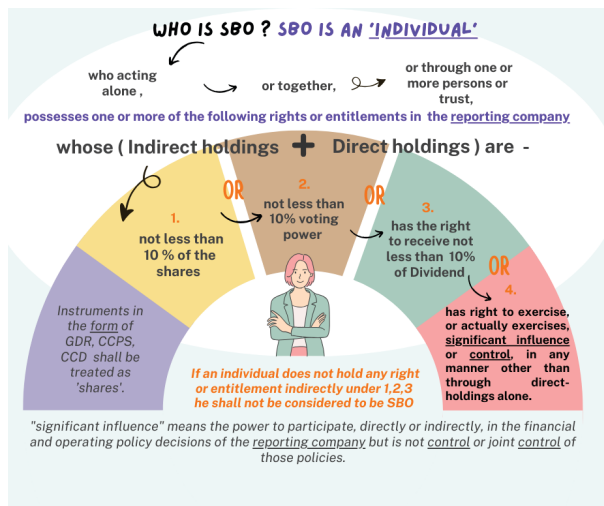 WHO IS SBO ? SBO IS AN 'INDIVIDUAL'
who acting
alone ,
or together,
or through one or
more persons or
trust,
possesses one or more of the following rights or entitlements in the reporting company
whose ( Indirect holdings + Direct holdings ) are -
1.
not less than
10 % of the
shares
OR
2.
not less than
10% voting
power
OR
3.
has the right
to receive not
less than 10%
of Dividend
OR
4.
has right to exercise,
or actually exercises,
significant influence
or control, in any
manner other than
through direct-
holdings alone.
Instruments in
the form of
GDR, CCPS,
CCD shall be
treated as
'shares'.
If an individual does not hold any right
or entitlement indirectly under 1,2,3
he shall not be considered to be SBO
"significant influence" means the power to participate, directly or indirectly, in the financial
and operating policy decisions of the reporting company but is not control or joint control of
those policies.